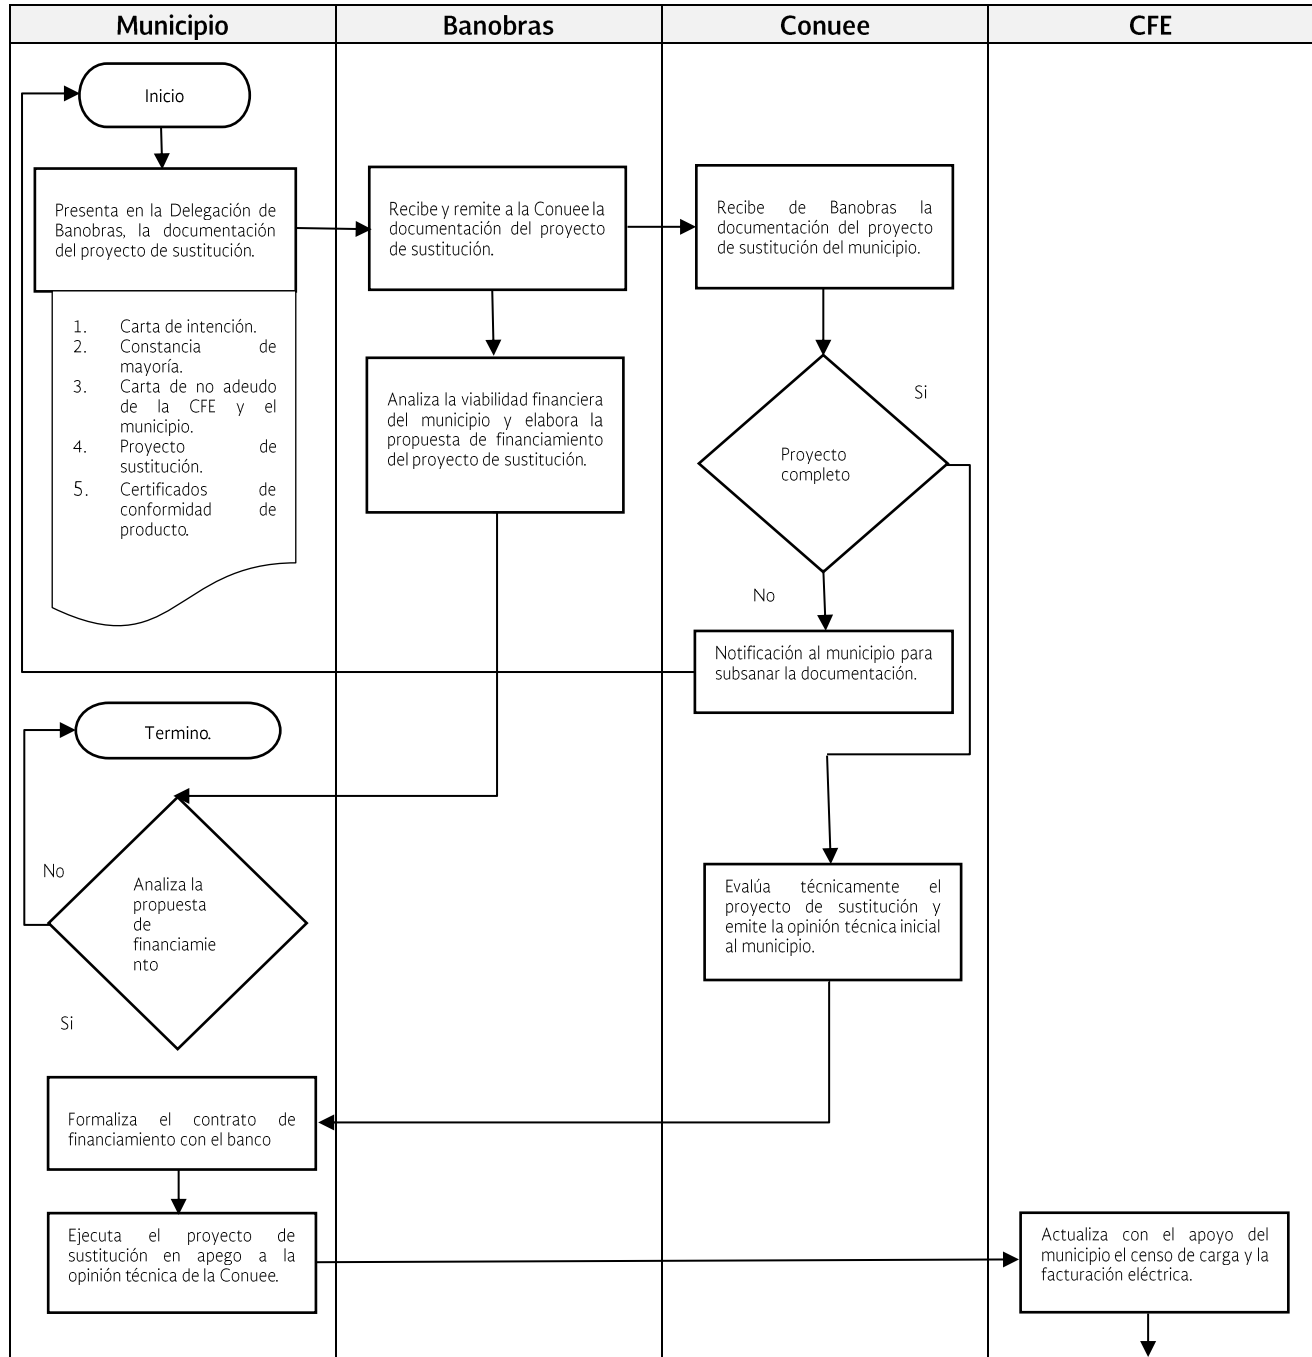 Municipio
Banobras
Conuee
CFE
Inicio
Presenta en la Delegación de
Banobras, la documentación
del proyecto de sustitución.
Recibe y remite a la Conuee la
documentación del proyecto
de sustitución.
Recibe de Banobras la
documentación del proyecto
de sustitución del municipio.
1. Carta de intención.
2. Constancia de
mayoría.
3. Carta de no adeudo
de la CFE y el
municipio.
4. Proyecto de
sustitución.
5. Certificados de
conformidad de
producto.
Analiza la viabilidad financiera
del municipio y elabora la
propuesta de financiamiento
del proyecto de sustitución.
Si
Proyecto
completo
No
Notificación al municipio para
subsanar la documentación.
Termino.
No
Analiza la
propuesta
de
financiamie
nto
Si
Evalúa técnicamente el
proyecto de sustitución y
emite la opinión técnica inicial
al municipio.
Formaliza el contrato de
financiamiento con el banco
Ejecuta el proyecto de
sustitución en apego a la
opinión técnica de la Conuee.
Actualiza con el apoyo del
municipio el censo de carga y la
facturación eléctrica.